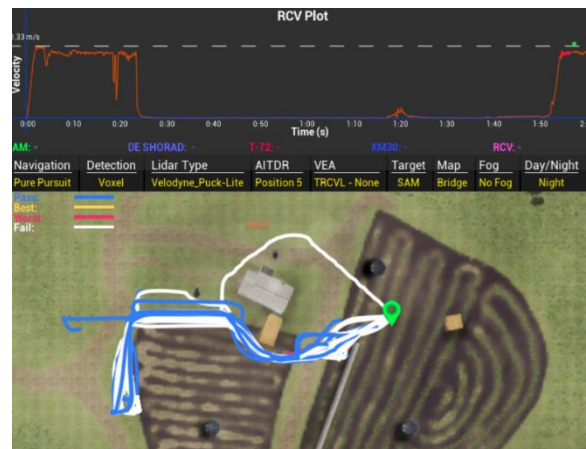 RCV Plot
1.33 m/s
Velocity
0:00 0:10 0:20 0:30 0:40 0:50 1:00 1:10 1:20 1:30 1:40 1:50
Time (s)
AM: - DE SHORAD: - T-72: - XM30: - RCV: -
Navigation Detection Lidar Type AITDR VEA Target Map Fog Day/Night
Pure Pursuit Voxel Velodyne_Puck-Lite Position 5 TRCVL - None SAM Bridge No Fog Night
Pass:
Best:
Worst:
Fail: